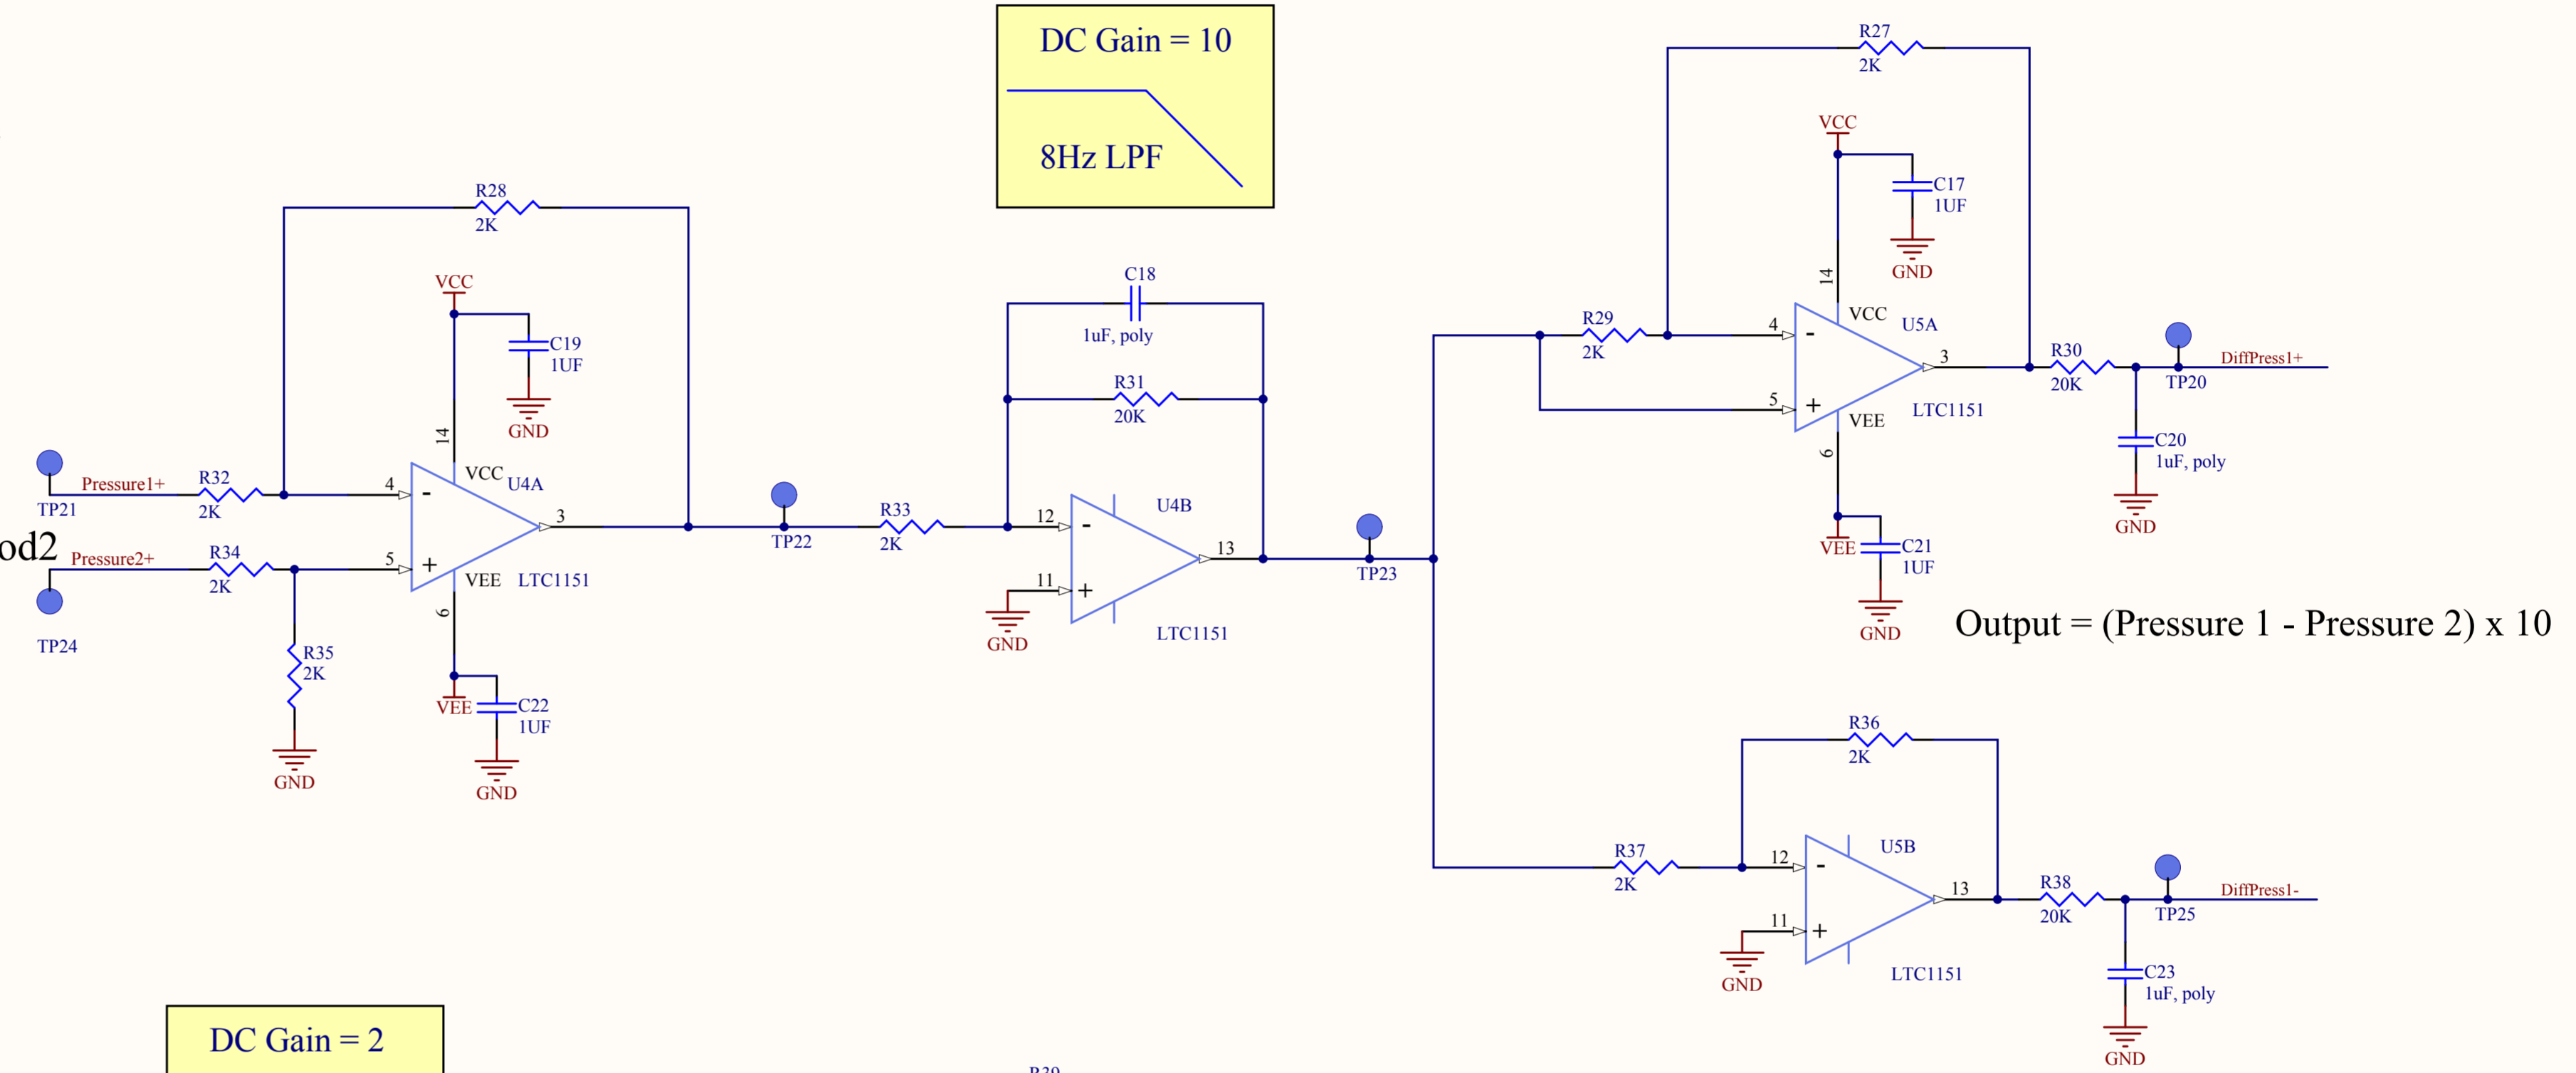 DC Gain = 10
8Hz LPF
R27
2K
VCC
C17
1UF
GND
14
VCC
U5A
R29
2K
4
-
5
+
3
VEE
LTC1151
6
VEE
C21
1UF
GND
R30
20K
TP20
DiffPress1+
C20
1uF, poly
GND
R28
2K
VCC
C19
1UF
GND
14
VCC
U4A
TP21
Pressure1+
R32
2K
4
-
3
od2
Pressure2+
R34
2K
5
+
VEE
LTC1151
TP24
6
R35
2K
GND
VEE
C22
1UF
GND
TP22
R33
2K
C18
1uF, poly
R31
20K
12
-
U4B
13
11
+
GND
LTC1151
TP23
Output = (Pressure 1 - Pressure 2) x 10
R36
2K
R37
2K
12
-
U5B
13
11
+
GND
LTC1151
R38
20K
TP25
DiffPress1-
C23
1uF, poly
GND
DC Gain = 2